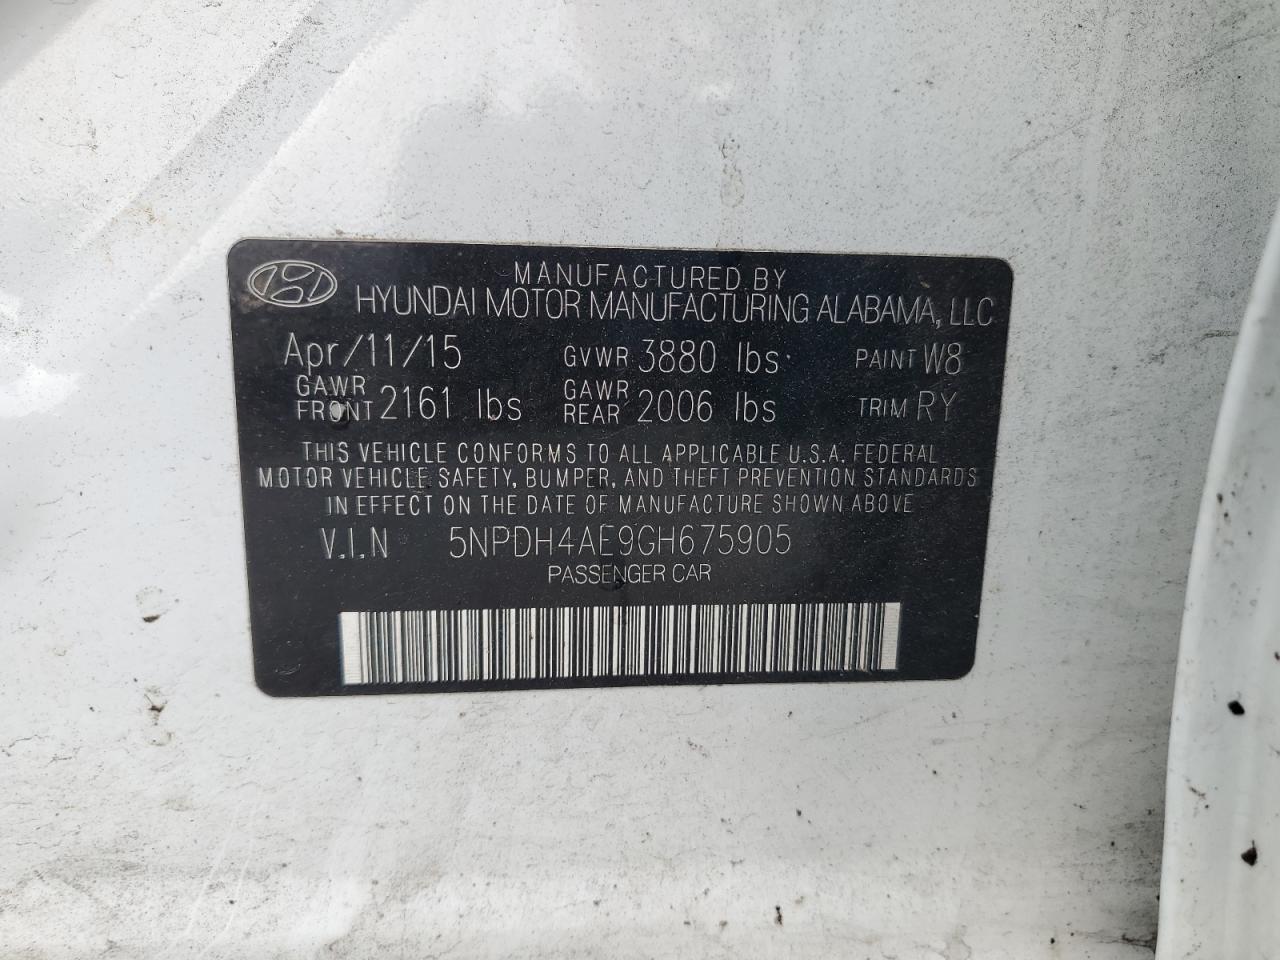 MANUFACTURED BY
HYUNDAI MOTOR MANUFACTURING ALABAMA, LLC
Apr/11/15 GVWR 3880 lbs PAINT W8
GAWR FRONT 2161 lbs GAWR REAR 2006 lbs TRIM RY
THIS VEHICLE CONFORMS TO ALL APPLICABLE U.S.A. FEDERAL
MOTOR VEHICLE SAFETY, BUMPER, AND THEFT PREVENTION STANDARDS
IN EFFECT ON THE DATE OF MANUFACTURE SHOWN ABOVE
V.I.N 5NPDH4AE9GH675905
PASSENGER CAR